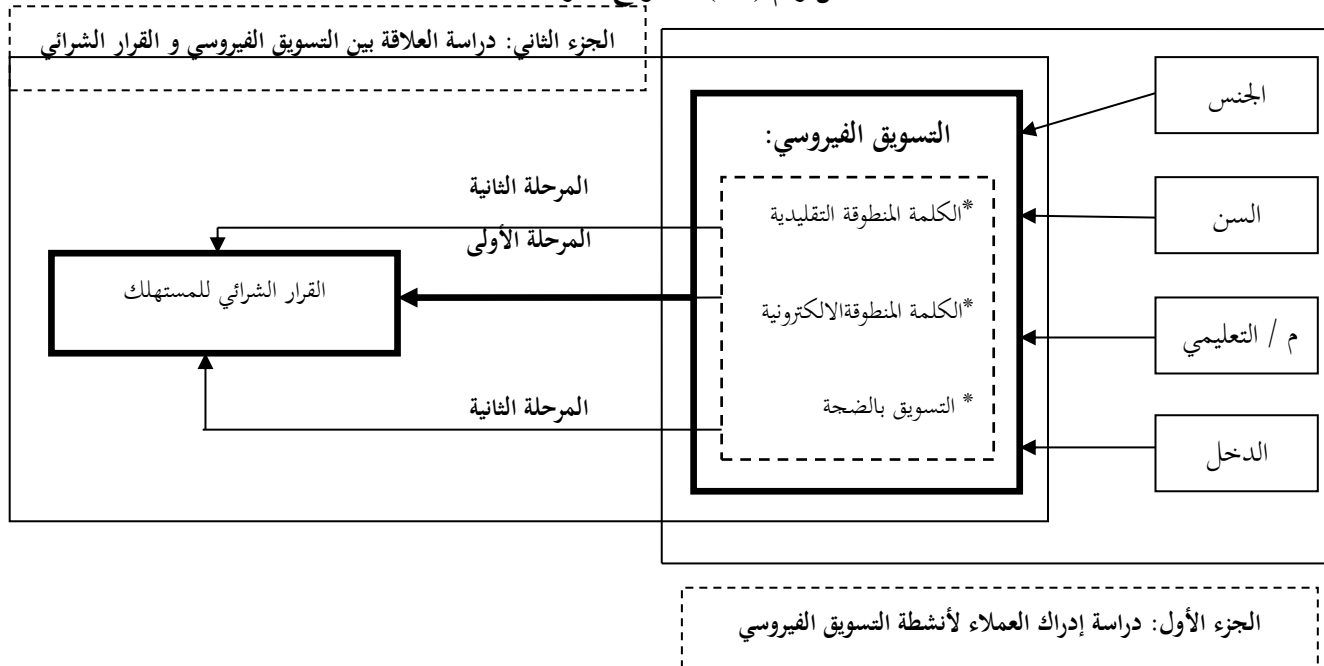 الجزء الثاني: دراسة العلاقة بين التسويق الفيروسي و القرار الشرائي
الجنس
التسويق الفيروسي:
المرحلة الثانية
*الكلمة المنطوقة التقليدية
السن
المرحلة الأولى
القرار الشرائي للمستهلك
*الكلمة المنطوقةالالكترونية
م / التعليمي
المرحلة الثانية
* التسويق بالضجة
الدخل
الجزء الأول: دراسة إدراك العملاء لأنشطة التسويق الفيروسي